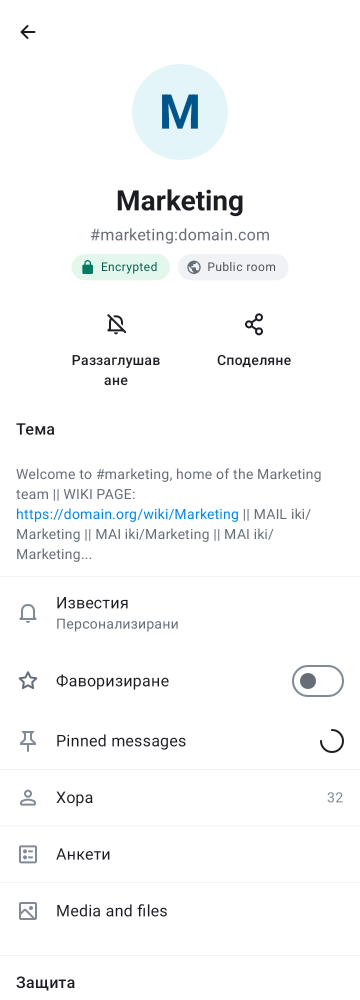 M
Marketing
#marketing:domain.com
Encrypted
Public room
Раззаглушав
ане
Споделяне
Тема
Welcome to #marketing, home of the Marketing
team || WIKI PAGE:
https://domain.org/wiki/Marketing || MAIL iki/
Marketing || MAI iki/Marketing || MAI iki/
Marketing...
Известия
Персонализирани
Фаворизиране
Pinned messages
Хора
32
Анкети
Media and files
Защита